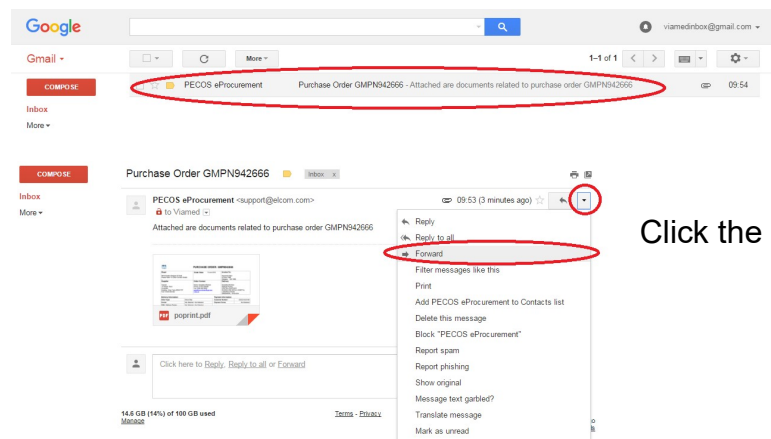 Google
viamedinbox@gmail.com
Gmail
More
1–1 of 1
COMPOSE
PECOS eProcurement Purchase Order GMPN942666 - Attached are documents related to purchase order GMPN942666 09:54
Inbox
More
COMPOSE
Purchase Order GMPN942666 Inbox x
Inbox
PECOS eProcurement <support@elcom.com> 09:53 (3 minutes ago)
More
to Viamed
Attached are documents related to purchase order GMPN942666
Click the
Reply
Reply to all
Forward
Filter messages like this
Print
Add PECOS eProcurement to Contacts list
Delete this message
Block "PECOS eProcurement"
Report spam
Report phishing
Show original
Message text garbled?
Translate message
Mark as unread
PDF poprint.pdf
Click here to Reply, Reply to all or Forward
14.6 GB (14%) of 100 GB used
Manage
Terms - Privacy